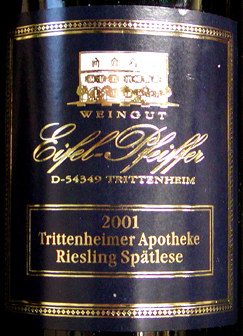 WEINGUT
Eifel-Pfeiffer
D-54349 TRITTENHEIM
2001
Trittenheimer Apotheke
Riesling Spätlese